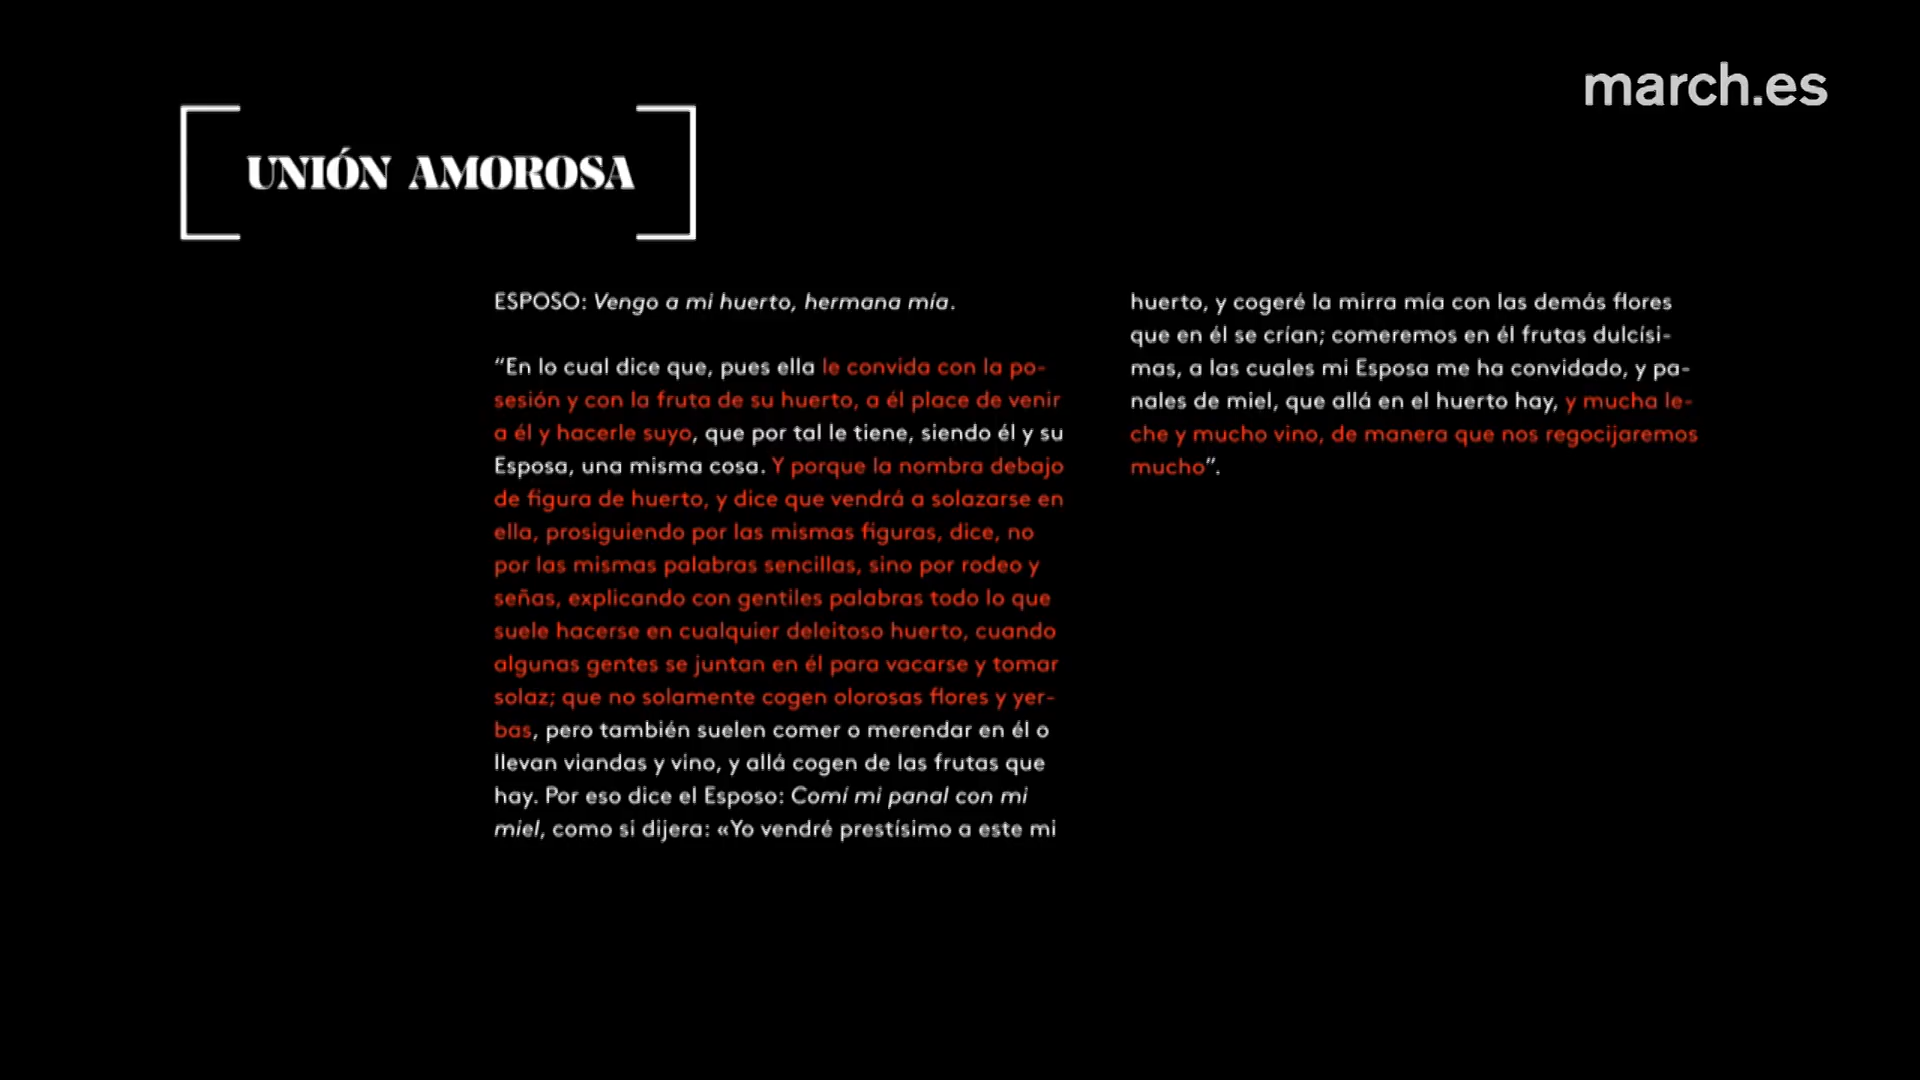 march.es
UNIÓN AMOROSA
ESPOSO: Vengo a mi huerto, hermana mía.
“En lo cual dice que, pues ella le convida con la po-
sesión y con la fruta de su huerto, a él place de venir
a él y hacerle suyo, que por tal le tiene, siendo él y su
Esposa, una misma cosa. Y porque la nombra debajo
de figura de huerto, y dice que vendrá a solazarse en
ella, prosiguiendo por las mismas figuras, dice, no
por las mismas palabras sencillas, sino por rodeo y
señas, explicando con gentiles palabras todo lo que
suele hacerse en cualquier deleitoso huerto, cuando
algunas gentes se juntan en él para vacarse y tomar
solaz; que no solamente cogen olorosas flores y yer-
bas, pero también suelen comer o merendar en él o
llevan viandas y vino, y allá cogen de las frutas que
hay. Por eso dice el Esposo: Comí mi panal con mi
miel, como si dijera: «Yo vendré prestísimo a este mi
huerto, y cogeré la mirra mía con las demás flores
que en él se crían; comeremos en él frutas dulcísi-
mas, a las cuales mi Esposa me ha convidado, y pa-
nales de miel, que allá en el huerto hay, y mucha le-
che y mucho vino, de manera que nos regocijaremos
mucho”.